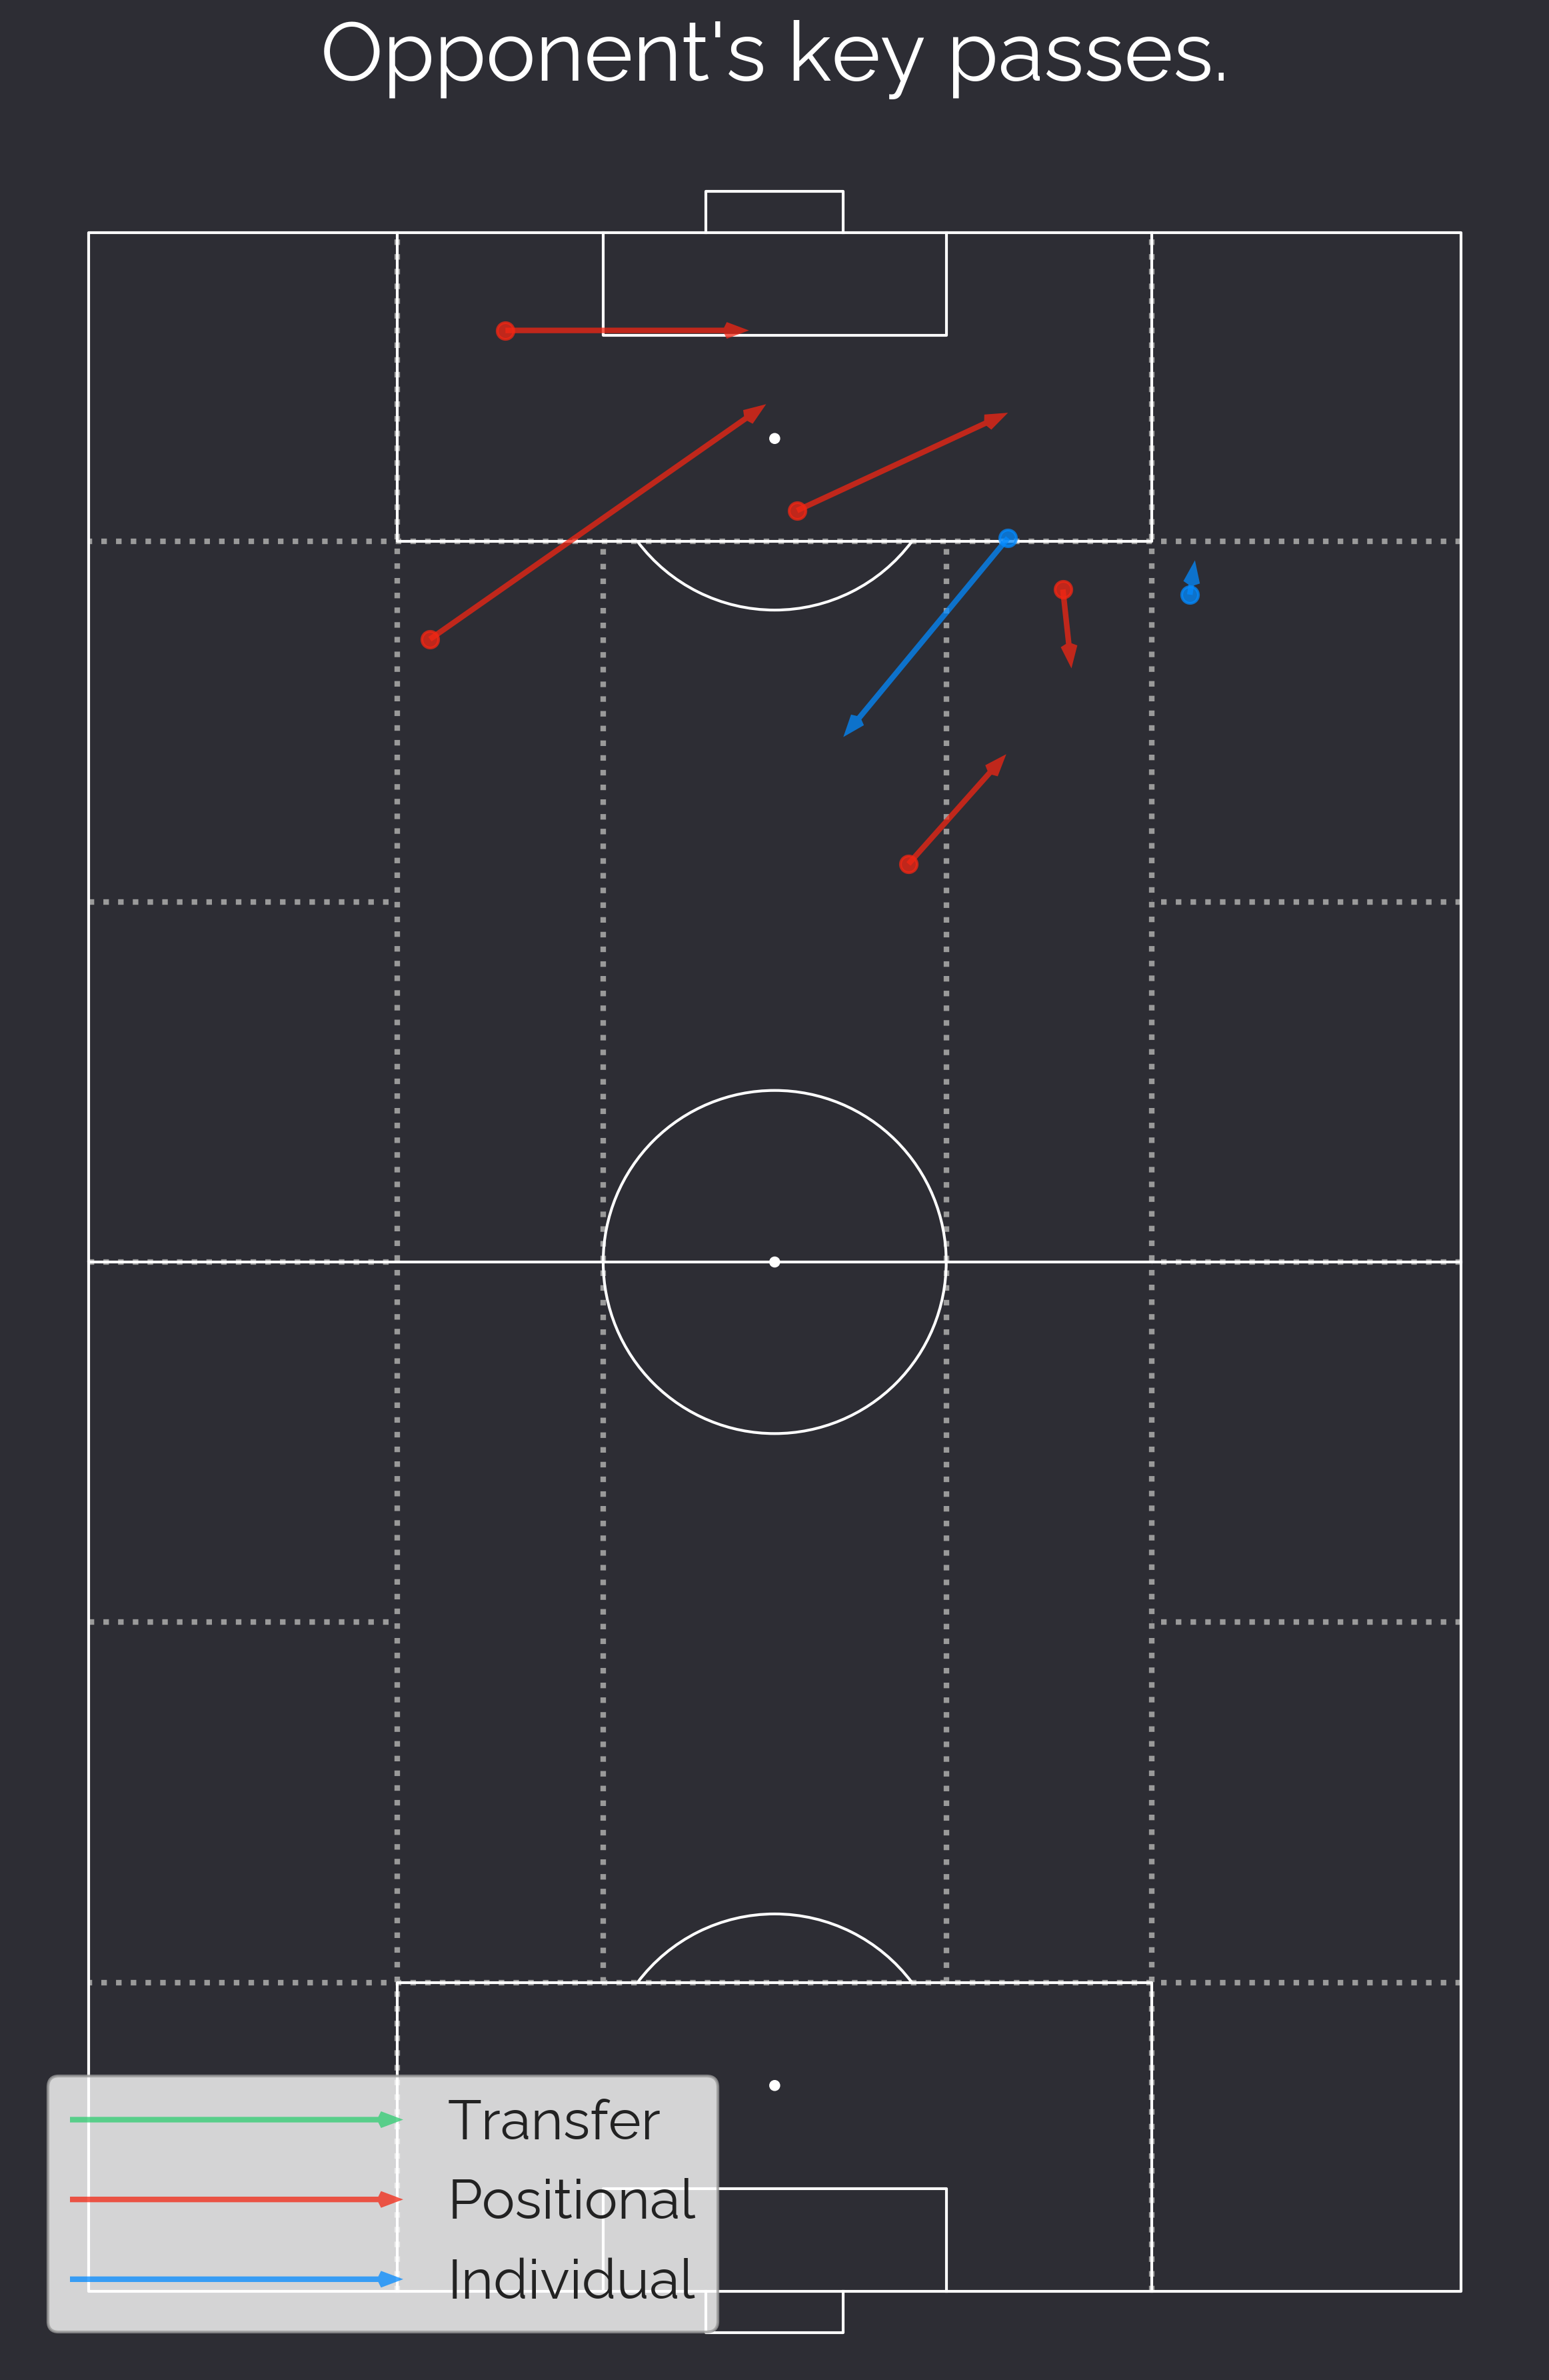 Opponent's key passes.
Transfer
Positional
Individual